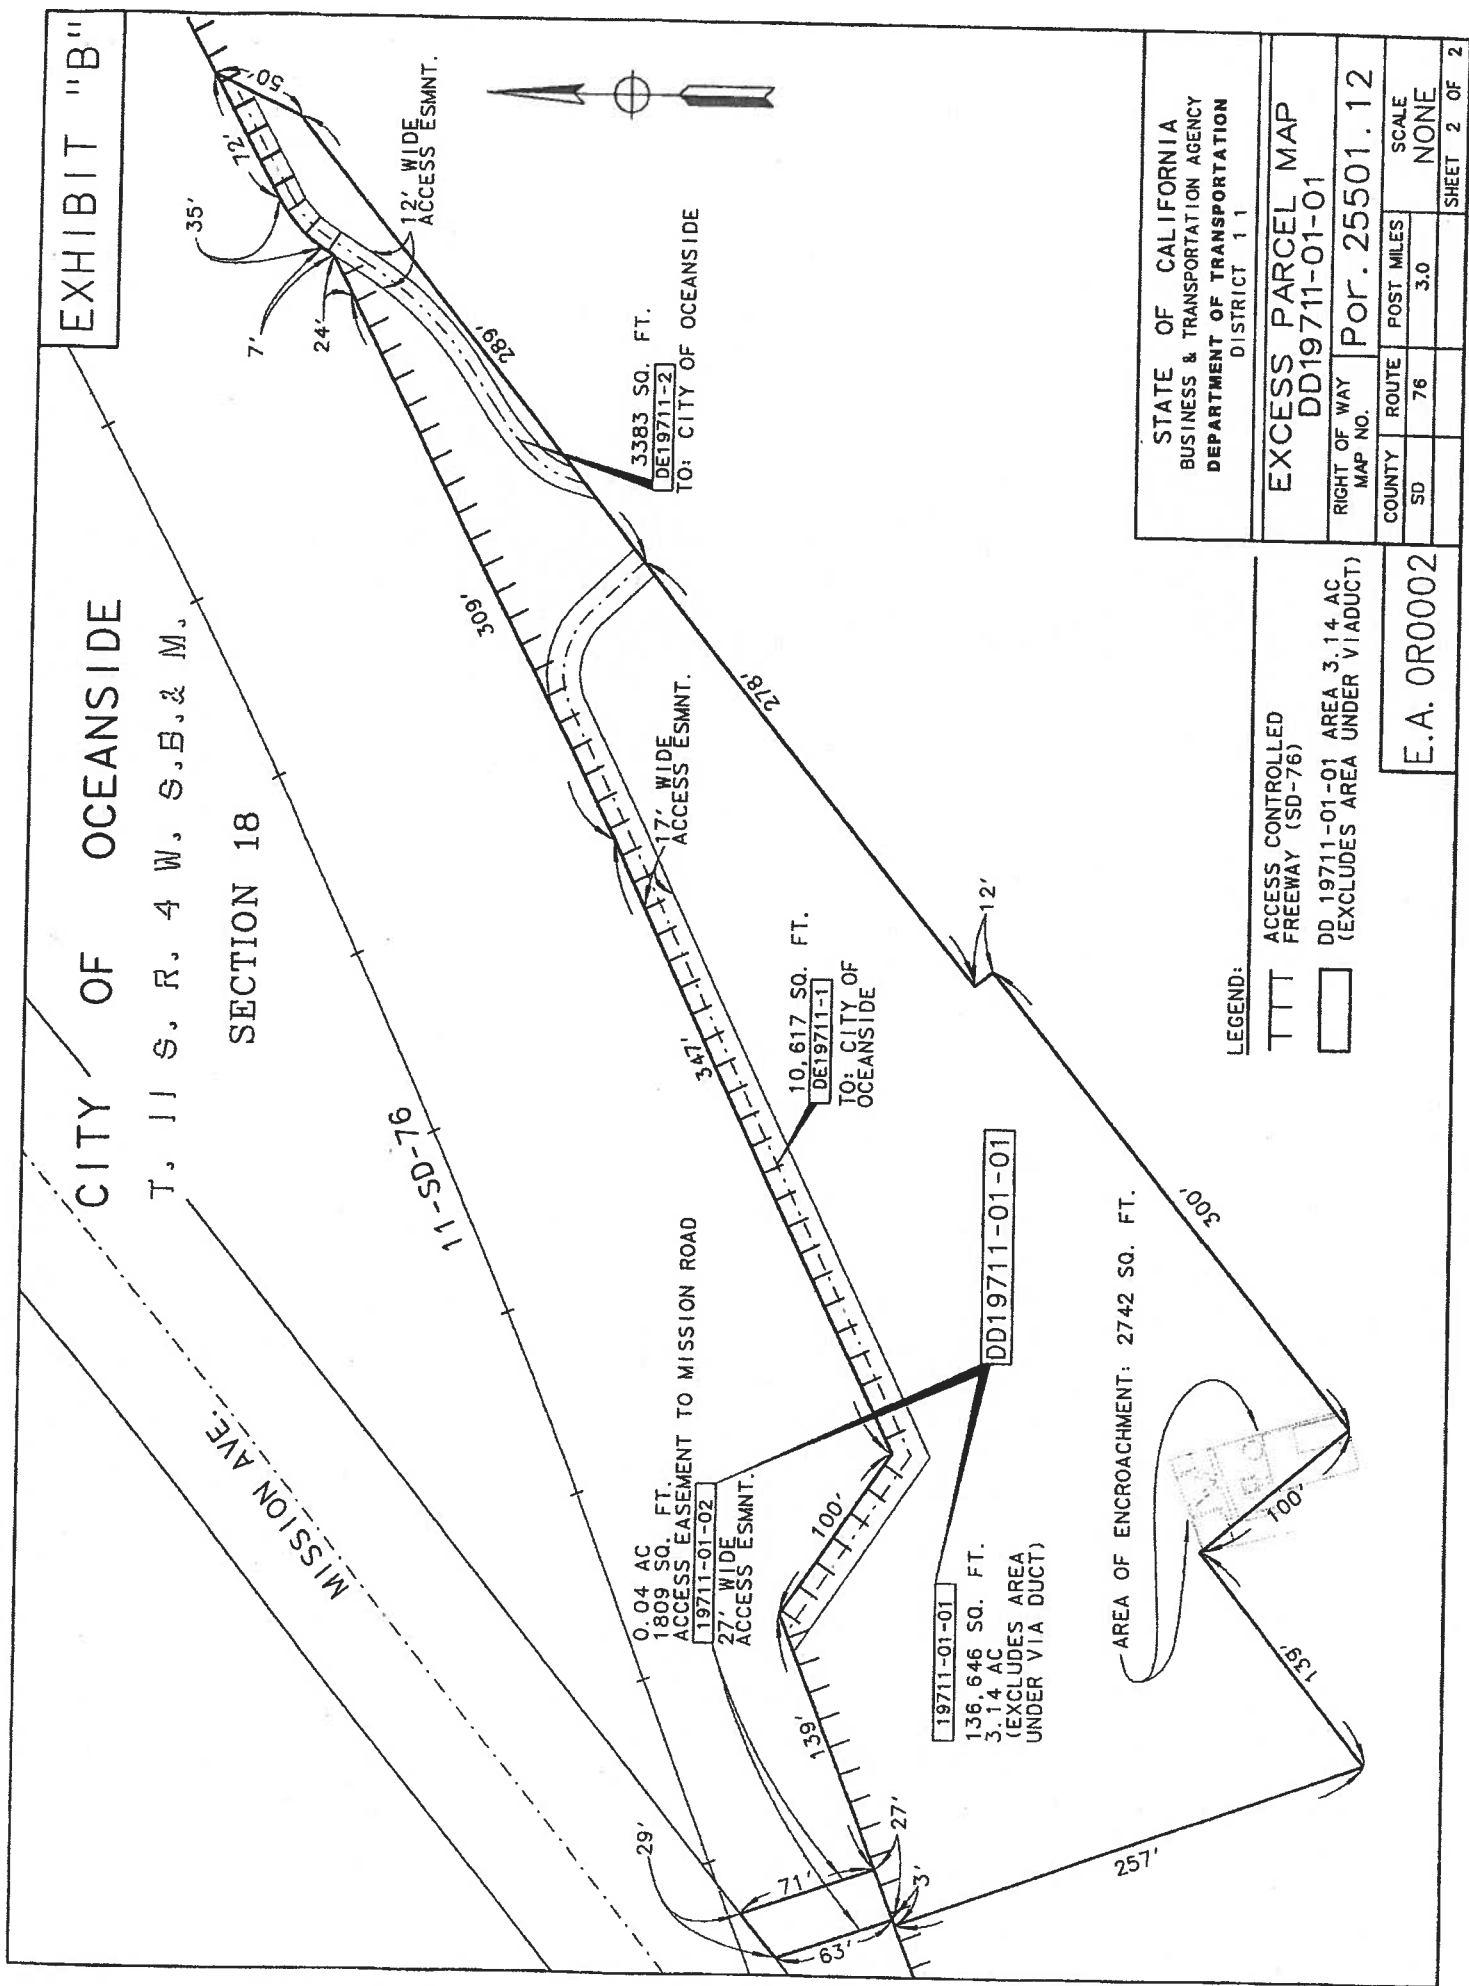 EXHIBIT "B"
CITY OF OCEANSIDE
T. 11 S. R. 4 W. S.B.& M.
SECTION 18
MISSION AVE.
11-SD-76
50'
72'
35'
7'
24'
12' WIDE
ACCESS ESMNT.
289'
3383 SQ. FT.
DE19711-2
TO: CITY OF OCEANSIDE
309'
278'
17' WIDE
ACCESS ESMNT.
347'
10,617 SQ. FT.
DE19711-1
TO: CITY OF
OCEANSIDE
12'
300'
0.04 AC
1809 SQ. FT.
ACCESS EASEMENT TO MISSION ROAD
19711-01-02
27' WIDE
ACCESS ESMNT.
DD19711-01-01
100'
139'
19711-01-01
136,646 SQ. FT.
3.14 AC
(EXCLUDES AREA
UNDER VIA DUCT)
AREA OF ENCROACHMENT: 2742 SQ. FT.
100'
139'
257'
29'
71'
63'
27'
3'
LEGEND:
ACCESS CONTROLLED
FREEWAY (SD-76)
DD 19711-01-01 AREA 3.14 AC
(EXCLUDES AREA UNDER VIADUCT)
E.A. 0R0002
STATE OF CALIFORNIA
BUSINESS & TRANSPORTATION AGENCY
DEPARTMENT OF TRANSPORTATION
DISTRICT 11
EXCESS PARCEL MAP
DD19711-01-01
RIGHT OF WAY
MAP NO.
Por. 25501.12
COUNTY ROUTE POST MILES SCALE
SD 76 3.0 NONE
SHEET 2 OF 2